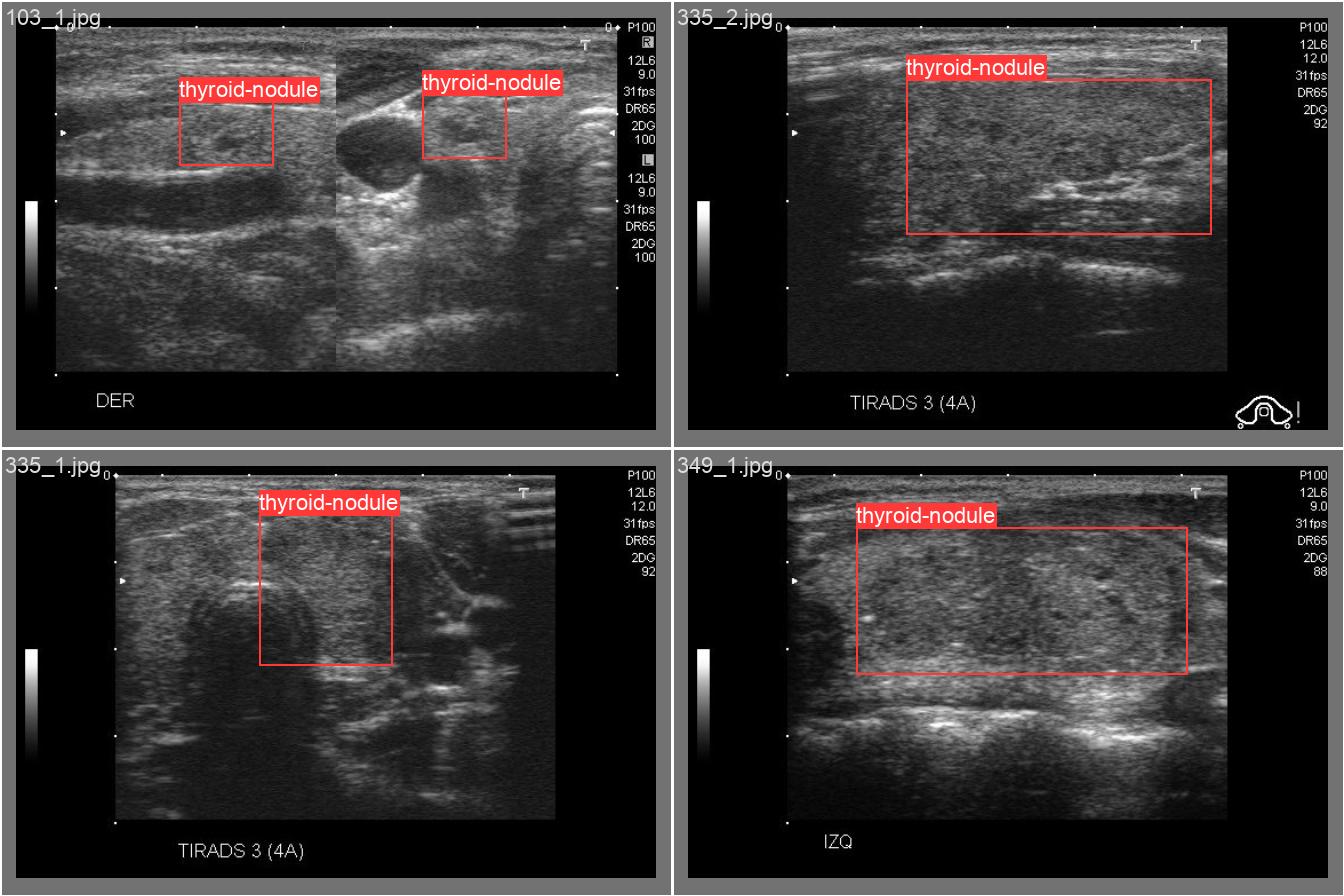 103_1.jpg
0
0
P100
R
12L6
9.0
31fps
DR65
2DG
100
L
12L6
9.0
31fps
DR65
2DG
100
thyroid-nodule
thyroid-nodule
DER
335_2.jpg
0
P100
12L6
12.0
31fps
DR65
2DG
92
thyroid-nodule
TIRADS 3 (4A)
335_1.jpg
0
P100
12L6
12.0
31fps
DR65
2DG
92
thyroid-nodule
TIRADS 3 (4A)
349_1.jpg
0
P100
12L6
9.0
31fps
DR65
2DG
88
thyroid-nodule
IZQ